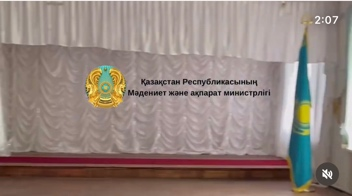 2:07
Қазақстан Республикасының
Мәдениет және ақпарат министрлігі